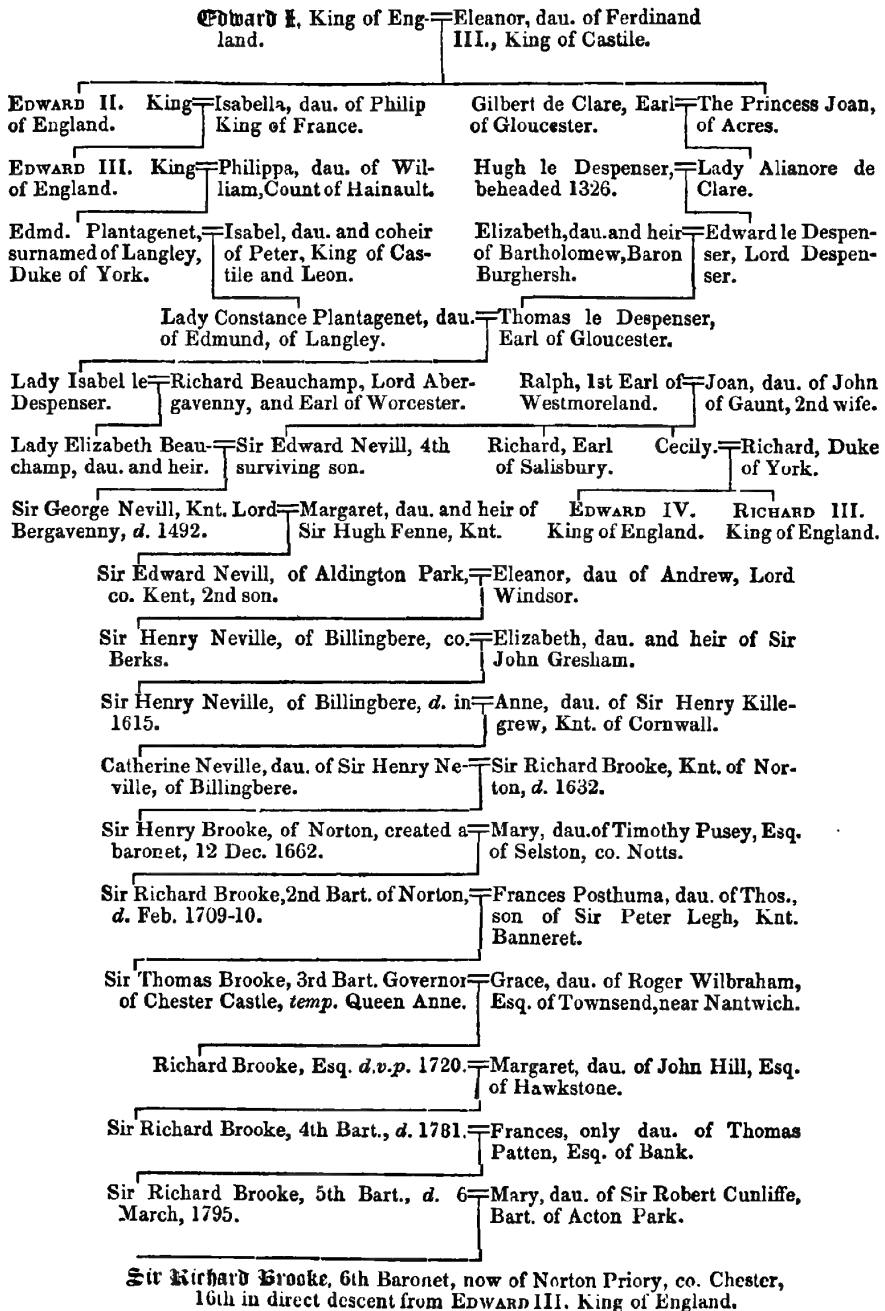 Edward I, King of Eng-═Eleanor, dau. of Ferdinand
land. III., King of Castile.
EDWARD II. King═Isabella, dau. of Philip
of England. King of France.
Gilbert de Clare, Earl═The Princess Joan,
of Gloucester. of Acres.
EDWARD III. King═Philippa, dau. of Wil-
of England. liam,Count of Hainault.
Hugh le Despenser,═Lady Alianore de
beheaded 1326. Clare.
Edmd. Plantagenet,═Isabel, dau. and coheir
surnamed of Langley, of Peter, King of Cas-
Duke of York. tile and Leon.
Elizabeth,dau.and heir═Edward le Despen-
of Bartholomew,Baron ser, Lord Despen-
Burghersh. ser.
Lady Constance Plantagenet, dau.═Thomas le Despenser,
of Edmund, of Langley. Earl of Gloucester.
Lady Isabel le═Richard Beauchamp, Lord Aber-
Despenser. gavenny, and Earl of Worcester.
Ralph, 1st Earl of═Joan, dau. of John
Westmoreland. of Gaunt, 2nd wife.
Lady Elizabeth Beau-═Sir Edward Nevill, 4th
champ, dau. and heir. surviving son.
Richard, Earl
of Salisbury.
Cecily.═Richard, Duke
of York.
Sir George Nevill, Knt. Lord═Margaret, dau. and heir of
Bergavenny, d. 1492. Sir Hugh Fenne, Knt.
EDWARD IV.
King of England.
RICHARD III.
King of England.
Sir Edward Nevill, of Aldington Park,═Eleanor, dau of Andrew, Lord
co. Kent, 2nd son. Windsor.
Sir Henry Neville, of Billingbere, co.═Elizabeth, dau. and heir of Sir
Berks. John Gresham.
Sir Henry Neville, of Billingbere, d. in═Anne, dau. of Sir Henry Kille-
1615. grew, Knt. of Cornwall.
Catherine Neville, dau. of Sir Henry Ne-═Sir Richard Brooke, Knt. of Nor-
ville, of Billingbere. ton, d. 1632.
Sir Henry Brooke, of Norton, created a═Mary, dau.of Timothy Pusey, Esq.
baronet, 12 Dec. 1662. of Selston, co. Notts.
Sir Richard Brooke,2nd Bart. of Norton,═Frances Posthuma, dau. of Thos.,
d. Feb. 1709-10. son of Sir Peter Legh, Knt.
Banneret.
Sir Thomas Brooke, 3rd Bart. Governor═Grace, dau. of Roger Wilbraham,
of Chester Castle, temp. Queen Anne. Esq. of Townsend,near Nantwich.
Richard Brooke, Esq. d.v.p. 1720.═Margaret, dau. of John Hill, Esq.
of Hawkstone.
Sir Richard Brooke, 4th Bart., d. 1781.═Frances, only dau. of Thomas
Patten, Esq. of Bank.
Sir Richard Brooke, 5th Bart., d. 6═Mary, dau. of Sir Robert Cunliffe,
March, 1795. Bart. of Acton Park.
Sir Richard Brooke, 6th Baronet, now of Norton Priory, co. Chester,
16th in direct descent from EDWARD III. King of England.